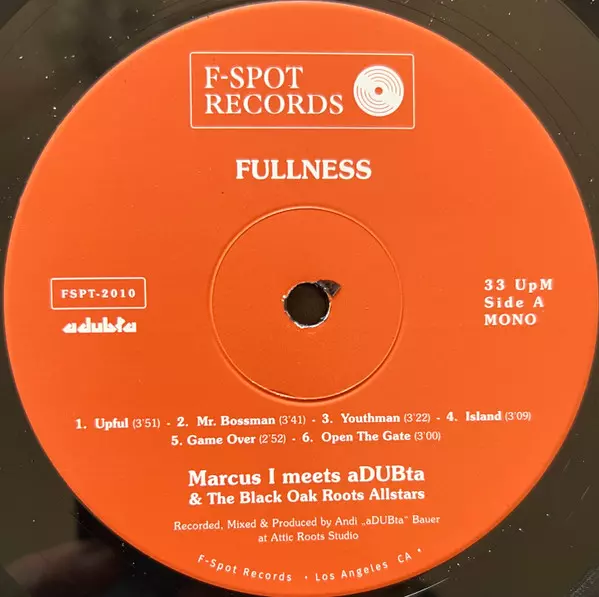 F-SPOT
RECORDS
FULLNESS
FSPT-2010
adubta
33 UpM
Side A
MONO
1. Upful (3'51) - 2. Mr. Bossman (3'41) - 3. Youthman (3'22) - 4. Island (3'09)
5. Game Over (2'52) - 6. Open The Gate (3'00)
Marcus I meets aDUBta
& The Black Oak Roots Allstars
Recorded, Mixed & Produced by Andi „aDUBta" Bauer
at Attic Roots Studio
F-Spot Records • Los Angeles CA •